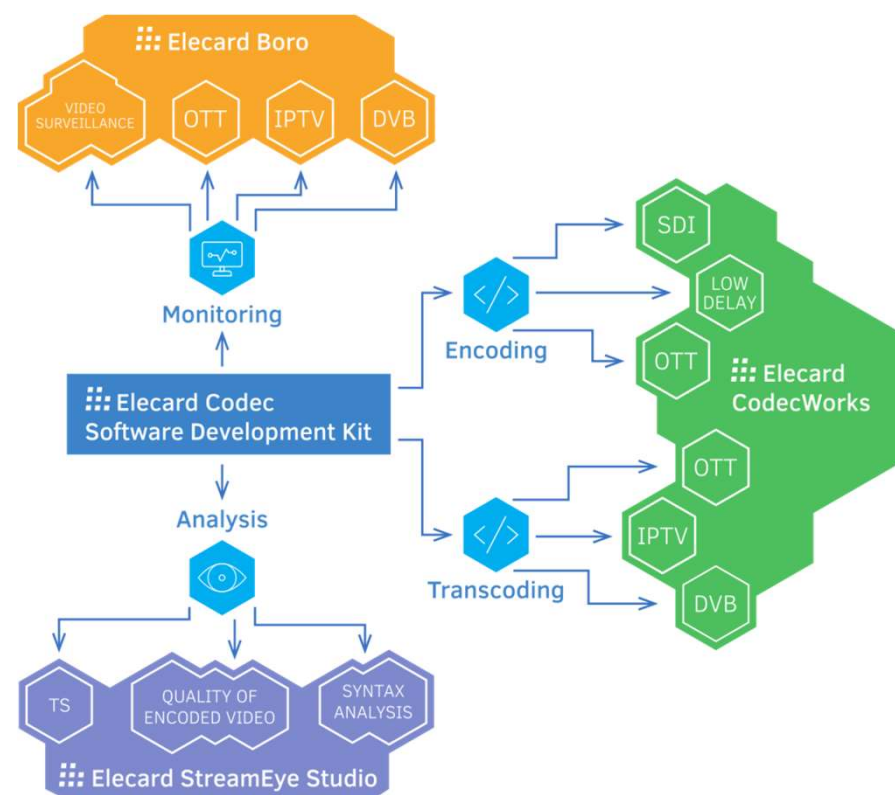 Elecard Boro
VIDEO
SURVEILLANCE
OTT
IPTV
DVB
Monitoring
Elecard Codec
Software Development Kit
Analysis
TS
QUALITY OF
ENCODED VIDEO
SYNTAX
ANALYSIS
Elecard StreamEye Studio
Encoding
SDI
LOW
DELAY
OTT
Elecard
CodecWorks
Transcoding
OTT
IPTV
DVB